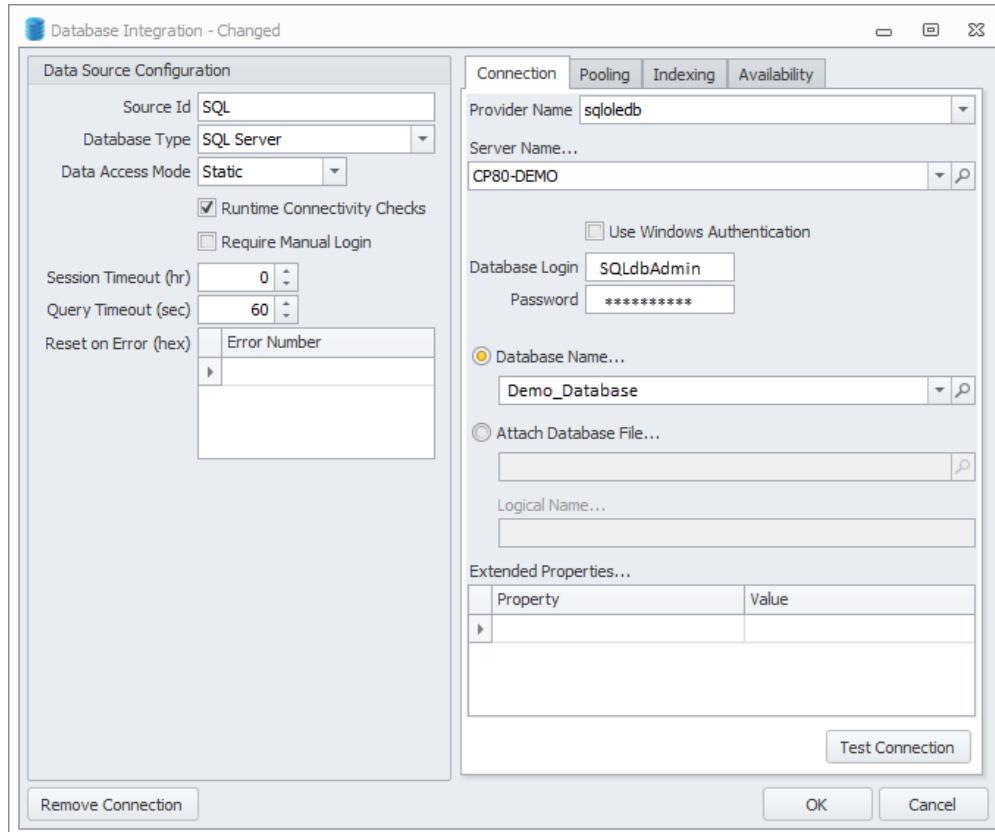 Database Integration - Changed
Data Source Configuration
Source Id SQL
Database Type SQL Server
Data Access Mode Static
Runtime Connectivity Checks
Require Manual Login
Session Timeout (hr) 0
Query Timeout (sec) 60
Reset on Error (hex) Error Number
Connection Pooling Indexing Availability
Provider Name sqloledb
Server Name...
CP80-DEMO
Use Windows Authentication
Database Login SQLdbAdmin
Password **********
Database Name...
Demo_Database
Attach Database File...
Logical Name...
Extended Properties...
Property Value
Test Connection
Remove Connection OK Cancel